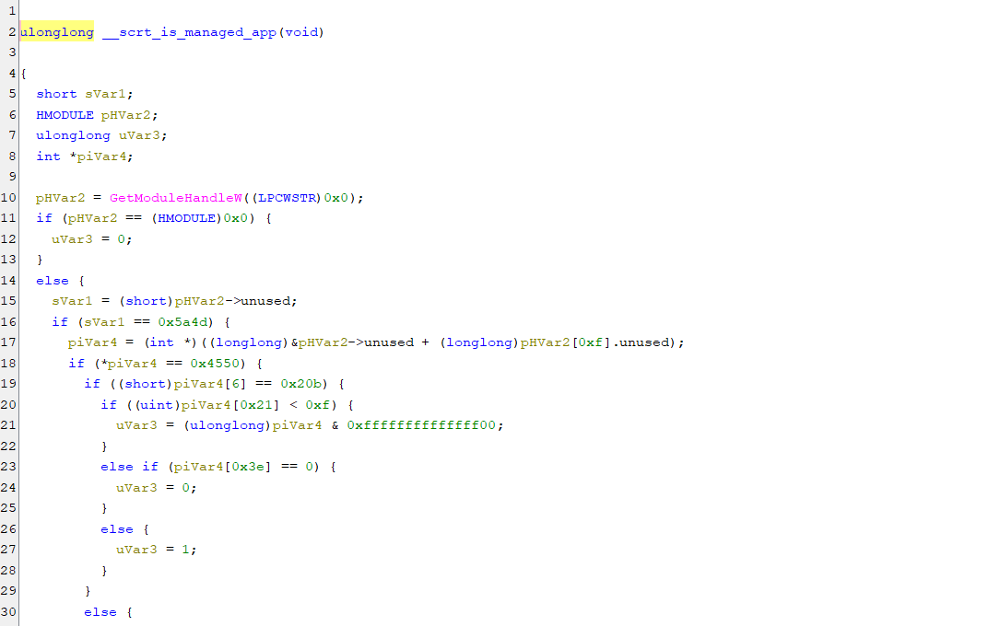 1
2 ulonglong __scrt_is_managed_app(void)
3
4 {
5   short sVar1;
6   HMODULE pHVar2;
7   ulonglong uVar3;
8   int *piVar4;
9
10   pHVar2 = GetModuleHandleW((LPCWSTR)0x0);
11   if (pHVar2 == (HMODULE)0x0) {
12     uVar3 = 0;
13   }
14   else {
15     sVar1 = (short)pHVar2->unused;
16     if (sVar1 == 0x5a4d) {
17       piVar4 = (int *)((longlong)&pHVar2->unused + (longlong)pHVar2[0xf].unused);
18       if (*piVar4 == 0x4550) {
19         if ((short)piVar4[6] == 0x20b) {
20           if ((uint)piVar4[0x21] < 0xf) {
21             uVar3 = (ulonglong)piVar4 & 0xffffffffffffff00;
22           }
23           else if (piVar4[0x3e] == 0) {
24             uVar3 = 0;
25           }
26           else {
27             uVar3 = 1;
28           }
29         }
30         else {